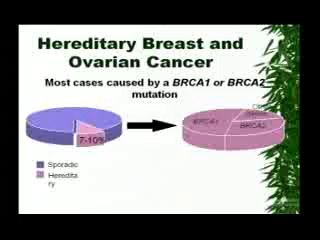 Hereditary Breast and
Ovarian Cancer
Most cases caused by a BRCA1 or BRCA2
mutation
BRCA1
BRCA2
7-10%
Sporadic
Heredita
ry